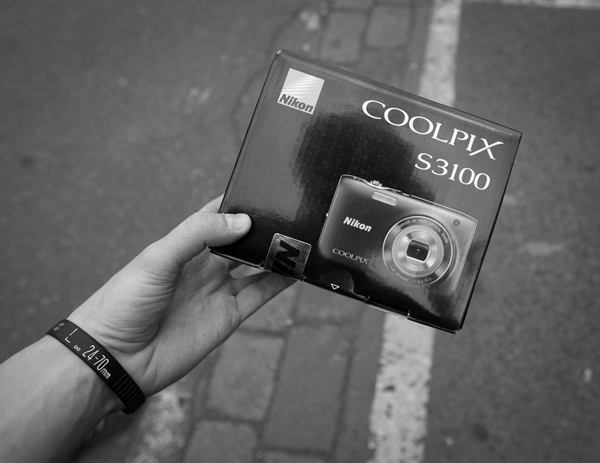 Nikon
COOLPIX
S3100
Nikon
COOLPIX
L
∞ 24-70mm